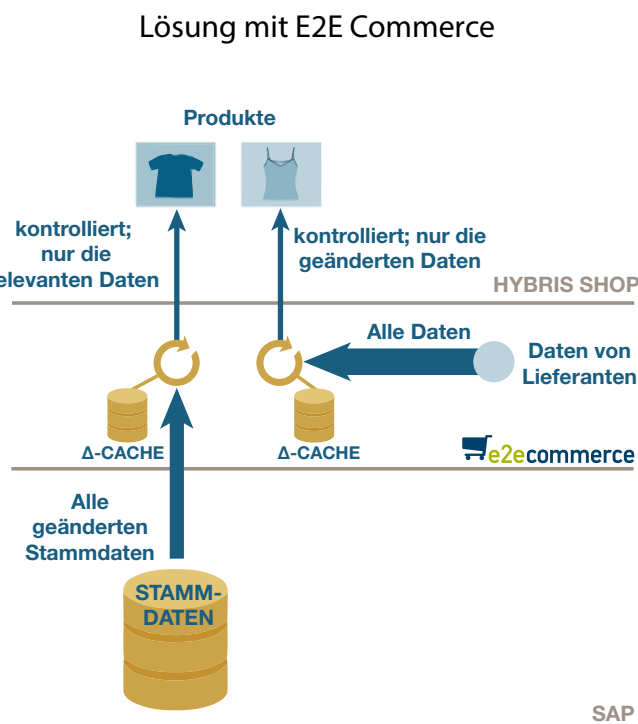 Lösung mit E2E Commerce
Produkte
kontrolliert;
nur die
elevanten Daten
kontrolliert; nur die
geänderten Daten
HYBRIS SHOP
Alle Daten
Daten von
Lieferanten
Δ-CACHE
Δ-CACHE
e2ecommerce
Alle
geänderten
Stammdaten
STAMM-
DATEN
SAP